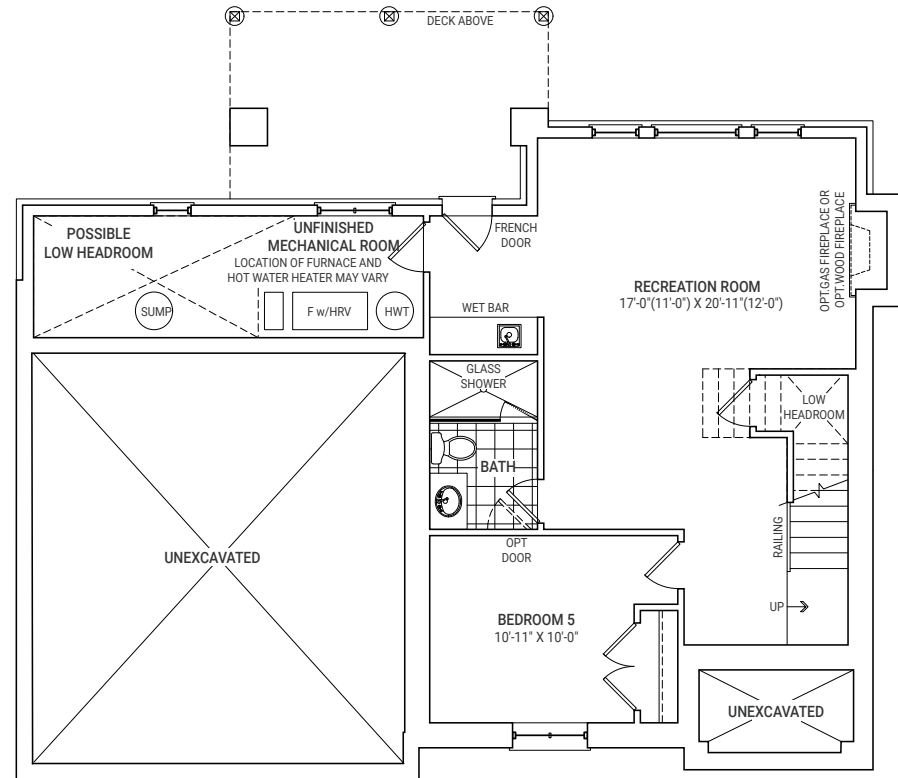 DECK ABOVE
POSSIBLE
LOW HEADROOM
UNFINISHED
MECHANICAL ROOM
LOCATION OF FURNACE AND
HOT WATER HEATER MAY VARY
SUMP
F w/HRV
HWT
FRENCH
DOOR
WET BAR
GLASS
SHOWER
BATH
OPT
DOOR
RECREATION ROOM
17'-0"(11'-0") X 20'-11"(12'-0")
OPT.GAS FIREPLACE OR
OPT.WOOD FIREPLACE
LOW
HEADROOM
RAILING
UP
UNEXCAVATED
BEDROOM 5
10'-11" X 10'-0"
UNEXCAVATED